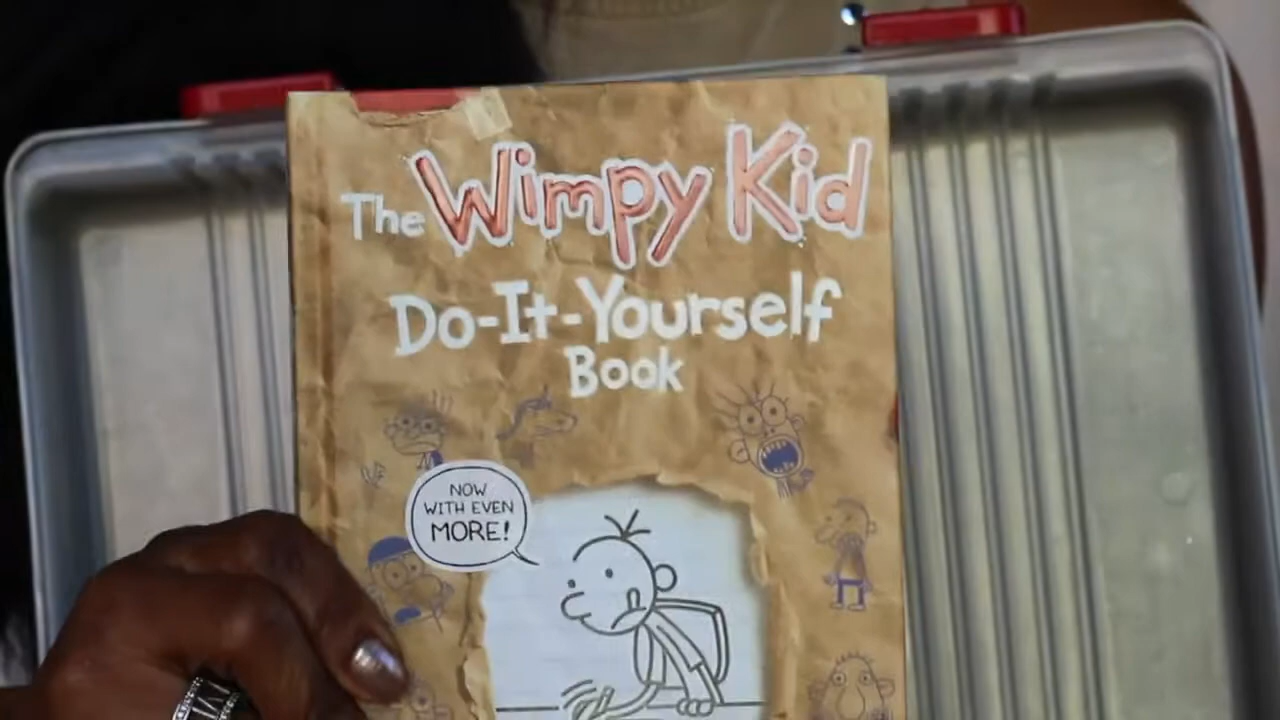 The Wimpy Kid
Do-It-Yourself
Book
NOW
WITH EVEN
MORE!